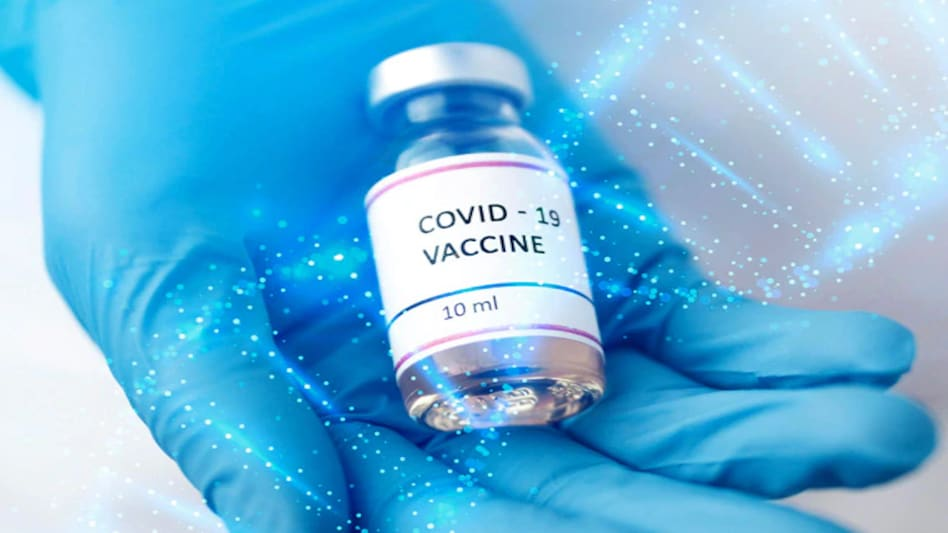 COVID - 19
VACCINE
10 ml